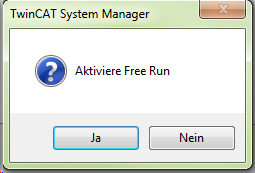 TwinCAT System Manager
Aktiviere Free Run
Ja
Nein